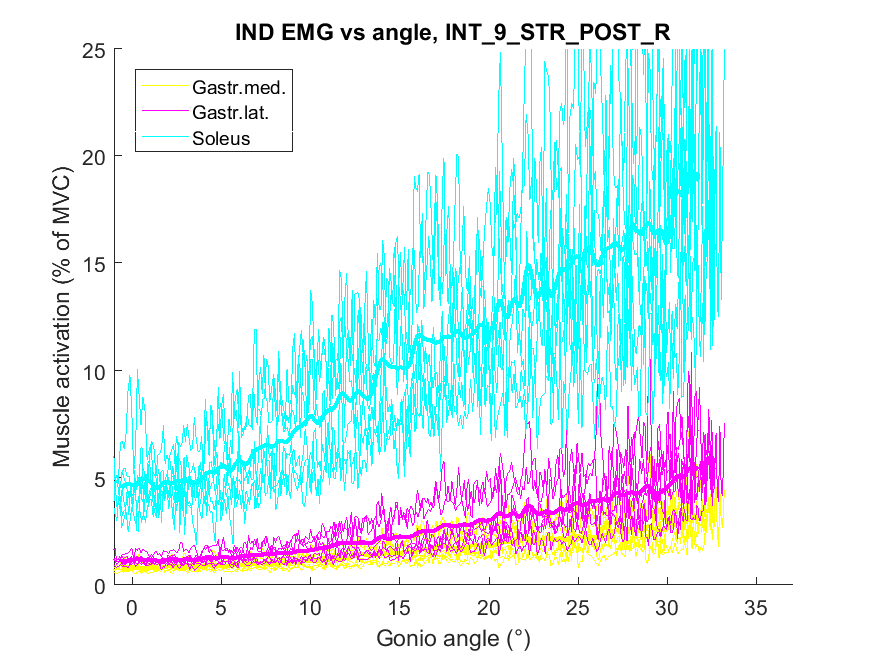 IND EMG vs angle, INT_9_STR_POST_R
25
Gastr.med.
Gastr.lat.
Soleus
20
15
10
5
0
Muscle activation (% of MVC)
0 5 10 15 20 25 30 35
Gonio angle (°)